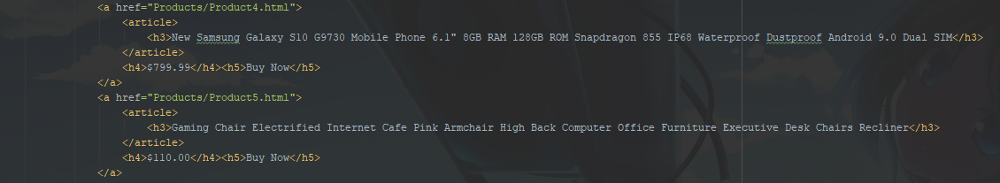 <a href="Products/Product4.html">
<article>
<h3>New Samsung Galaxy S10 G9730 Mobile Phone 6.1" 8GB RAM 128GB ROM Snapdragon 855 IP68 Waterproof Dustproof Android 9.0 Dual SIM</h3>
</article>
<h4>$799.99</h4><h5>Buy Now</h5>
</a>
<a href="Products/Product5.html">
<article>
<h3>Gaming Chair Electrified Internet Cafe Pink Armchair High Back Computer Office Furniture Executive Desk Chairs Recliner</h3>
</article>
<h4>$110.00</h4><h5>Buy Now</h5>
</a>